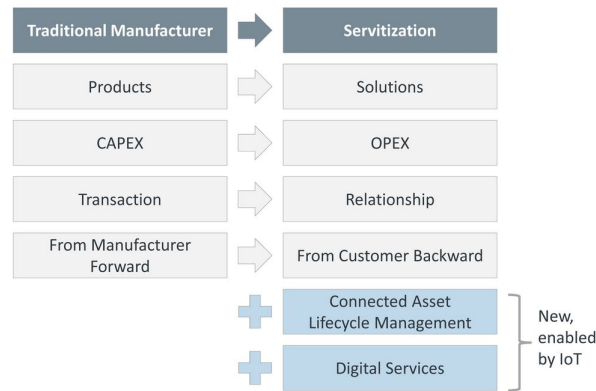 Traditional Manufacturer
Servitization
Products
Solutions
CAPEX
OPEX
Transaction
Relationship
From Manufacturer
Forward
From Customer Backward
Connected Asset
Lifecycle Management
Digital Services
New,
enabled
by IoT